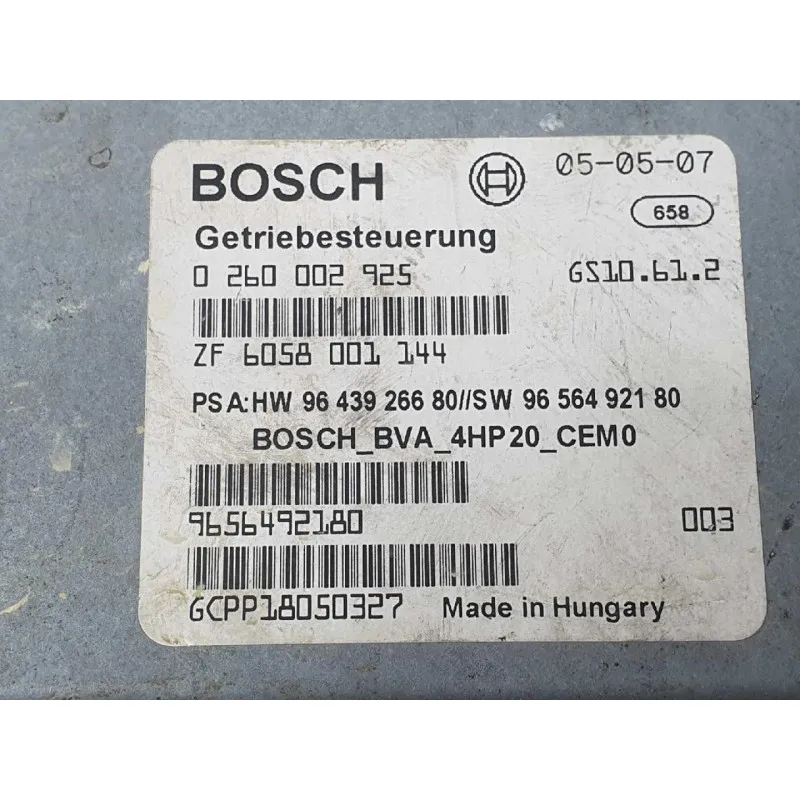 BOSCH 05-05-07
658
Getriebesteuerung
0 260 002 925 GS10.61.2
ZF 6058 001 144
PSA:HW 96 439 266 80//SW 96 564 921 80
BOSCH_BVA_4HP20_CEM0
9656492180 003
GCPP18050327 Made in Hungary